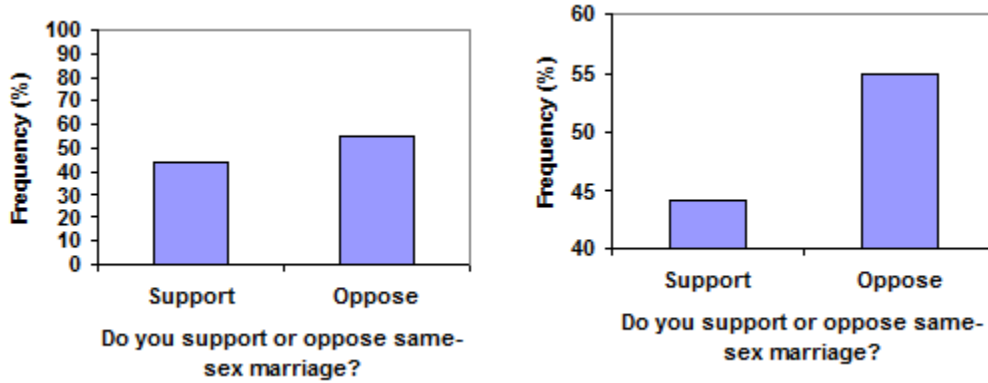 Frequency (%)
100
90
80
70
60
50
40
30
20
10
0
Support Oppose
Do you support or oppose same-
sex marriage?
Frequency (%)
60
55
50
45
40
Support Oppose
Do you support or oppose same-
sex marriage?